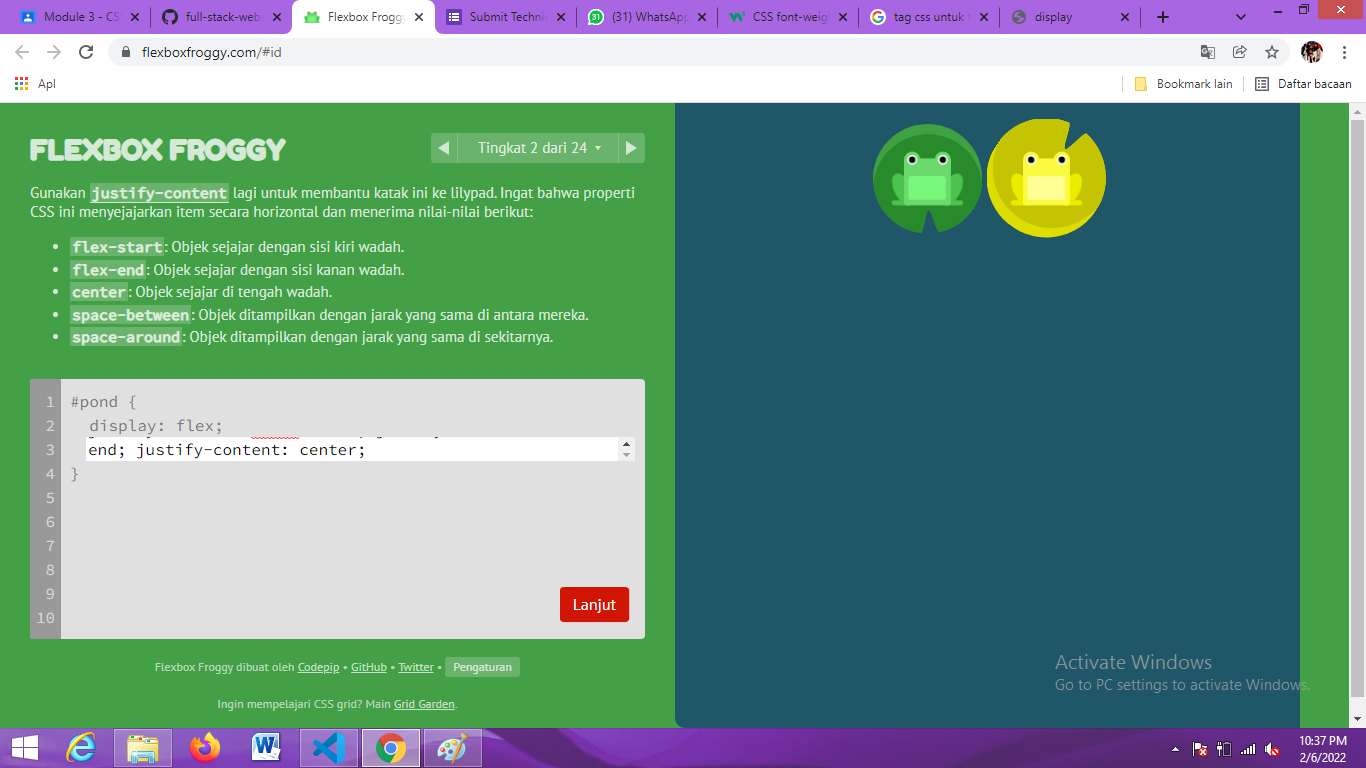 Module 3 - CS
full-stack-web
Flexbox Froggy
Submit Techni
(31) WhatsApp
CSS font-weig
tag css untuk
display
flexboxfroggy.com/#id
Apl
Bookmark lain
Daftar bacaan
FLEXBOX FROGGY
Tingkat 2 dari 24
Gunakan justify-content lagi untuk membantu katak ini ke lilypad. Ingat bahwa properti
CSS ini menyejajarkan item secara horizontal dan menerima nilai-nilai berikut:
• flex-start: Objek sejajar dengan sisi kiri wadah.
• flex-end: Objek sejajar dengan sisi kanan wadah.
• center: Objek sejajar di tengah wadah.
• space-between: Objek ditampilkan dengan jarak yang sama di antara mereka.
• space-around: Objek ditampilkan dengan jarak yang sama di sekitarnya.
1 #pond {
2 display: flex;
3 end; justify-content: center;
4 }
5
6
7
8
9
10
Lanjut
Flexbox Froggy dibuat oleh Codepip • GitHub • Twitter • Pengaturan
Ingin mempelajari CSS grid? Main Grid Garden.
Activate Windows
Go to PC settings to activate Windows.
10:37 PM
2/6/2022